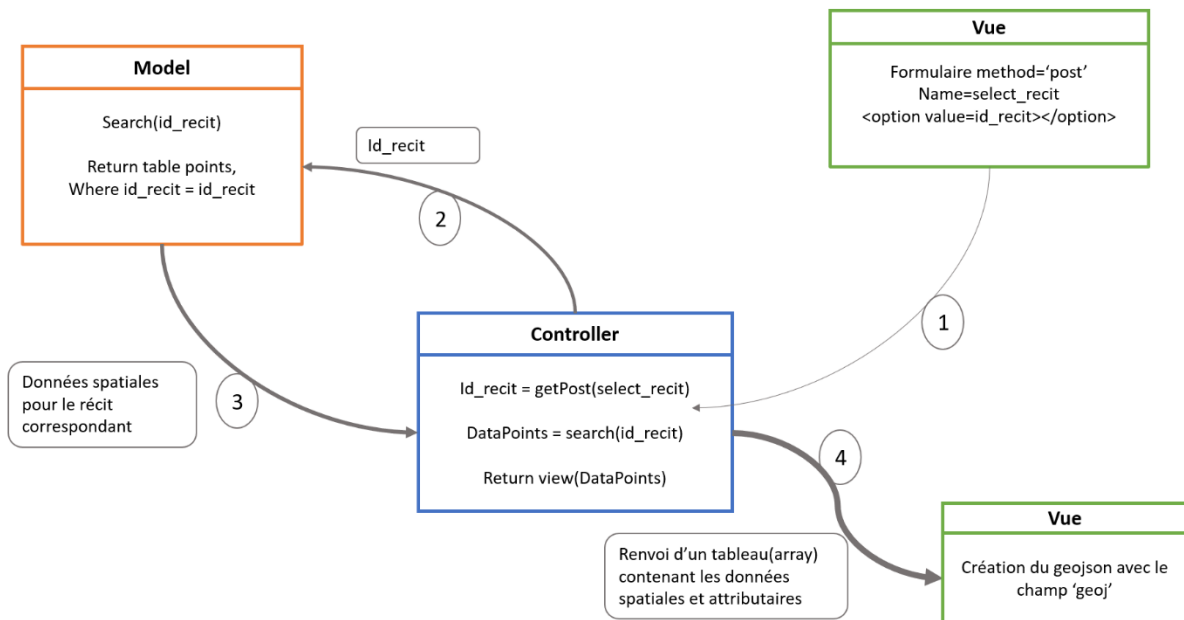 Vue
Formulaire method=‘post’
Name=select_recit
<option value=id_recit></option>
Model
Search(id_recit)
Return table points,
Where id_recit = id_recit
Id_recit
2
1
Controller
Id_recit = getPost(select_recit)
DataPoints = search(id_recit)
Return view(DataPoints)
Données spatiales
pour le récit
correspondant
3
4
Renvoi d’un tableau(array)
contenant les données
spatiales et attributaires
Vue
Création du geojson avec le
champ ‘geoj’